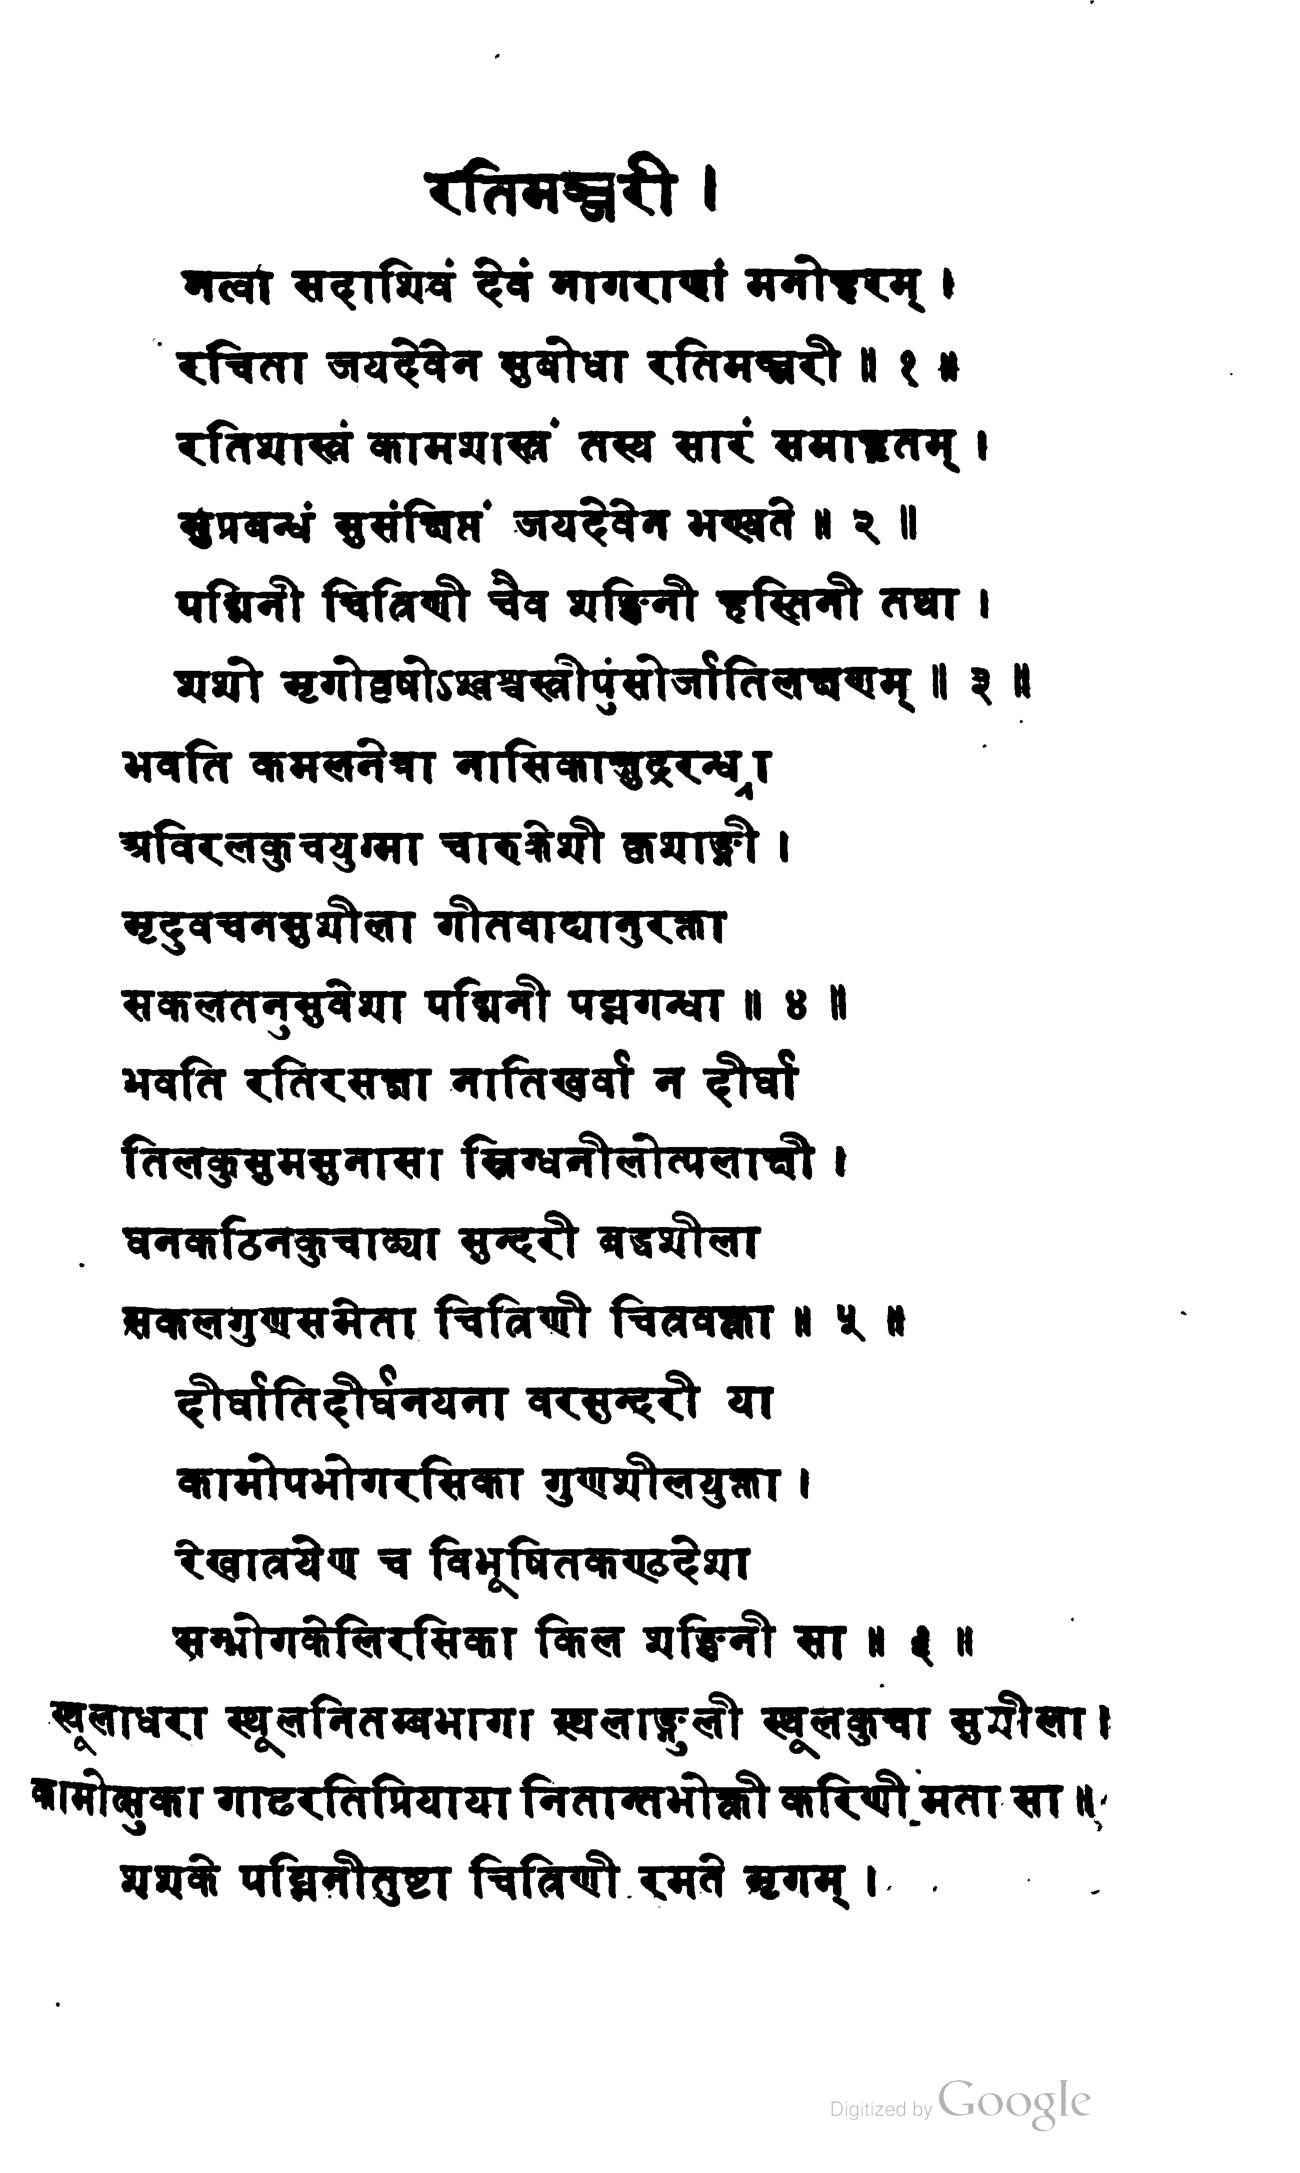 रतिमञ्जरी ।
नत्वा सदाशिवं देवं नागराणां मनोहरम् ।
रचिता जयदेवेन सुबोधा रतिमञ्जरी ॥ १ ॥
रतिशास्त्रं कामशास्त्रं तस्य सारं समाहृतम् ।
सुप्रबन्धं सुसंक्षिप्तं जयदेवेन भण्यते ॥ २ ॥
पद्मिनी चित्रिणी चैव शङ्खिनी हस्तिनी तथा ।
शशो मृगोवृषोऽश्वश्चस्त्रीपुंसोर्जातिलक्षणम् ॥ ३ ॥
भवति कमलनेत्रा नासिकाक्षुद्ररन्ध्रा
अविरलकुचयुग्मा चारुकेशी कृशाङ्गी ।
मृदुवचनसुशीला गीतवाद्यानुरक्ता
सकलतनुसुवेशा पद्मिनी पद्मगन्धा ॥ ४ ॥
भवति रतिरसज्ञा नातिखर्वा न दीर्घा
तिलकुसुमसुनासा स्निग्धनीलोत्पलाक्षी ।
घनकठिनकुचाढ्या सुन्दरी बद्धशीला
सकलगुणसमेता चित्रिणी चित्रवक्त्रा ॥ ५ ॥
दीर्घातिदीर्घनयना वरसुन्दरी या
कामोपभोगरसिका गुणशीलयुक्ता ।
रेखात्रयेण च विभूषितकण्ठदेशा
सम्भोगकेलिरसिका किल शङ्खिनी सा ॥ ६ ॥
स्थूलाधरा स्थूलनितम्बभागा स्थलाङ्गुली स्थूलकुचा सुशीला ।
कामोत्सुका गाढरतिप्रियाया नितान्तभोक्त्री करिणी मता सा ॥
शशके पद्मिनीतुष्टा चित्रिणी रमते मृगम् ।
Digitized by Google